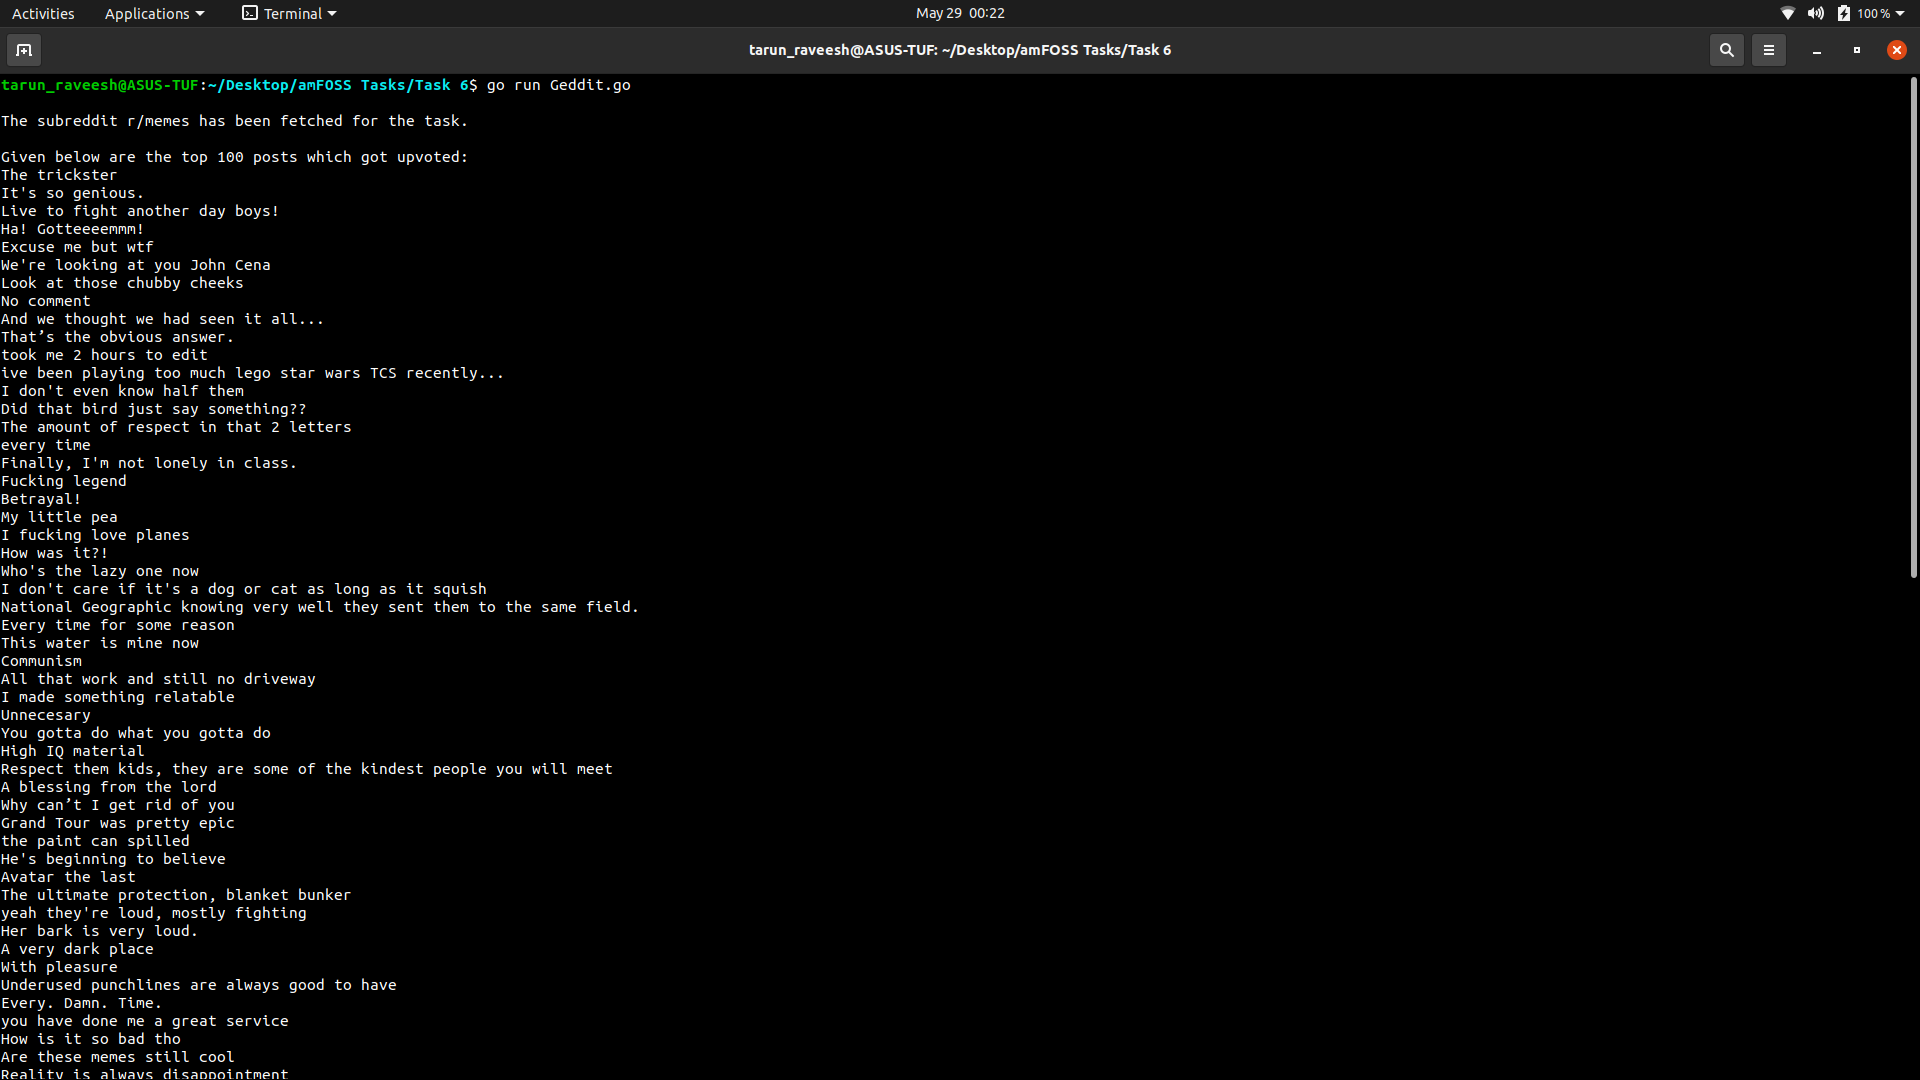 Activities Applications Terminal May 29 00:22 100 %
tarun_raveesh@ASUS-TUF: ~/Desktop/amFOSS Tasks/Task 6
tarun_raveesh@ASUS-TUF:~/Desktop/amFOSS Tasks/Task 6$ go run Geddit.go
The subreddit r/memes has been fetched for the task.
Given below are the top 100 posts which got upvoted:
The trickster
It's so genious.
Live to fight another day boys!
Ha! Gotteeeemmm!
Excuse me but wtf
We're looking at you John Cena
Look at those chubby cheeks
No comment
And we thought we had seen it all...
That’s the obvious answer.
took me 2 hours to edit
ive been playing too much lego star wars TCS recently...
I don't even know half them
Did that bird just say something??
The amount of respect in that 2 letters
every time
Finally, I'm not lonely in class.
Fucking legend
Betrayal!
My little pea
I fucking love planes
How was it?!
Who's the lazy one now
I don't care if it's a dog or cat as long as it squish
National Geographic knowing very well they sent them to the same field.
Every time for some reason
This water is mine now
Communism
All that work and still no driveway
I made something relatable
Unnecesary
You gotta do what you gotta do
High IQ material
Respect them kids, they are some of the kindest people you will meet
A blessing from the lord
Why can’t I get rid of you
Grand Tour was pretty epic
the paint can spilled
He's beginning to believe
Avatar the last
The ultimate protection, blanket bunker
yeah they're loud, mostly fighting
Her bark is very loud.
A very dark place
With pleasure
Underused punchlines are always good to have
Every. Damn. Time.
you have done me a great service
How is it so bad tho
Are these memes still cool
Reality is always disappointment